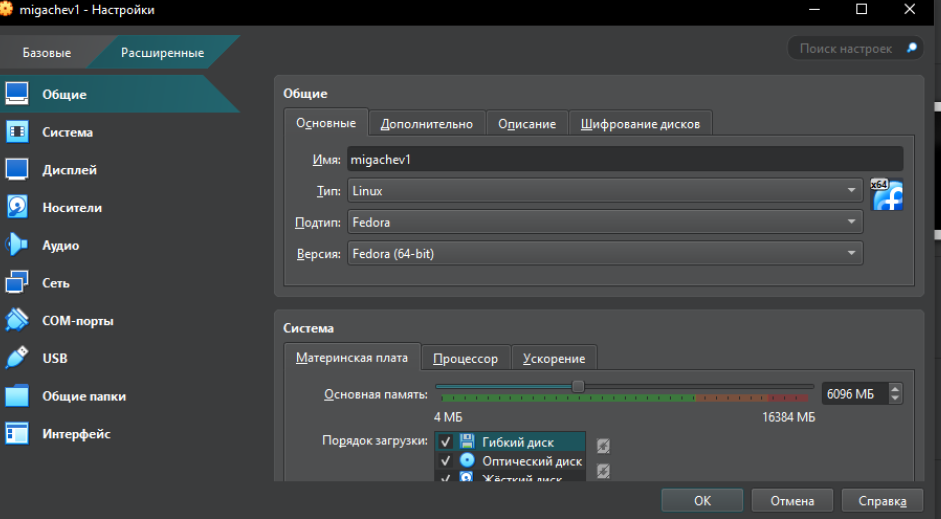 migachev1 - Настройки
Базовые Расширенные Поиск настроек
Общие
Система
Дисплей
Носители
Аудио
Сеть
COM-порты
USB
Общие папки
Интерфейс
Общие
Основные Дополнительно Описание Шифрование дисков
Имя: migachev1
Тип: Linux x64
Подтип: Fedora
Версия: Fedora (64-bit)
Система
Материнская плата Процессор Ускорение
Основная память: 6096 МБ
4 МБ 16384 МБ
Порядок загрузки: Гибкий диск
Оптический диск
Жёсткий диск
OK Отмена Справка